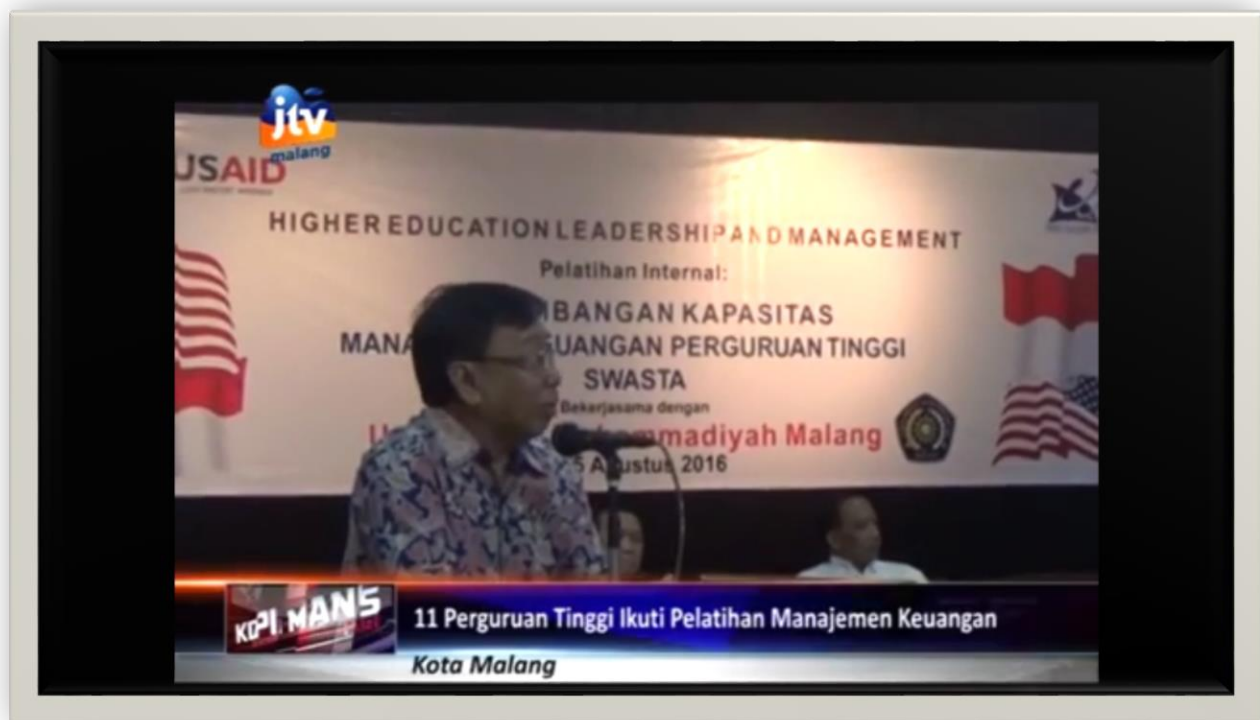 jtv
malang
USAID
HIGHER EDUCATION LEADERSHIP AND MANAGEMENT
Pelatihan Internal:
BANGAN KAPASITAS
MANA UANGAN PERGURUAN TINGGI
SWASTA
Bekerjasama dengan
U mmadiyah Malang
5 Agustus 2016
KOPI MANS
11 Perguruan Tinggi Ikuti Pelatihan Manajemen Keuangan
Kota Malang